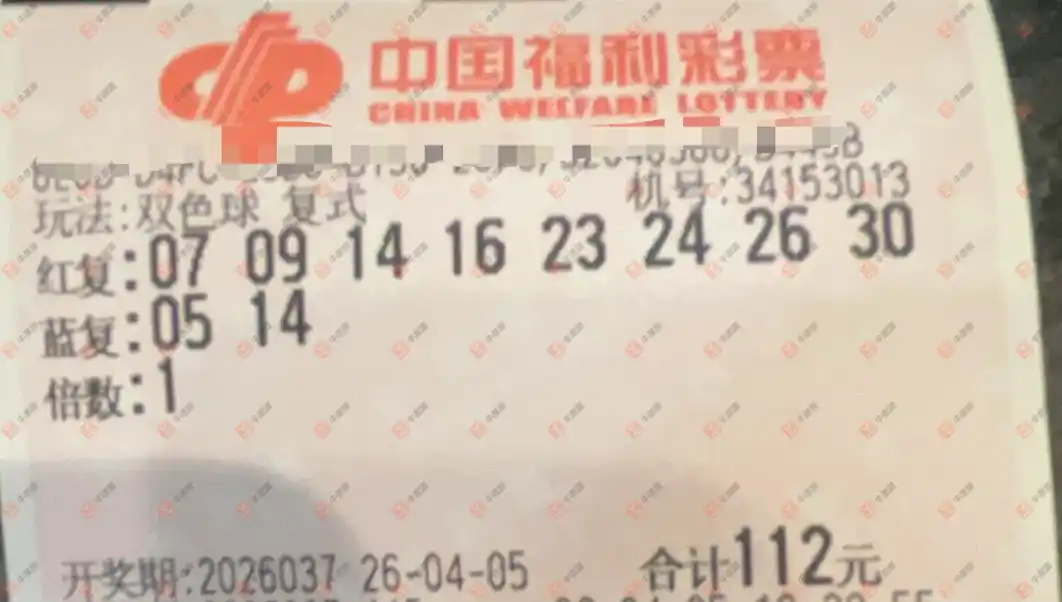 中国福利彩票
CHINA WELFARE LOTTERY
机号:34153013
玩法:双色球 复式
红复:07 09 14 16 23 24 26 30
蓝复:05 14
倍数:1
开奖期:2026037 26-04-05 合计112元